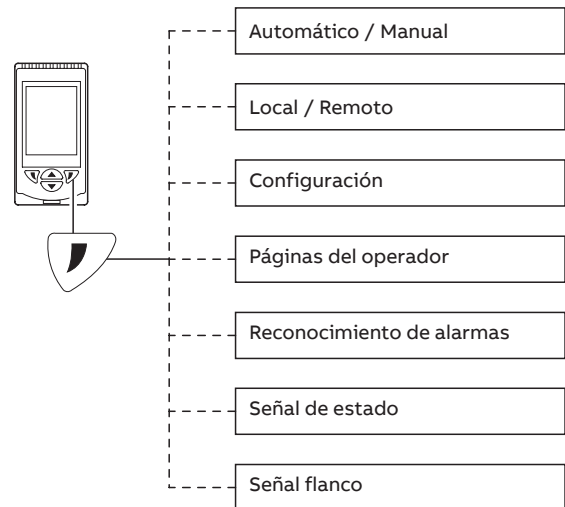 Automático / Manual
Local / Remoto
Configuración
Páginas del operador
Reconocimiento de alarmas
Señal de estado
Señal flanco